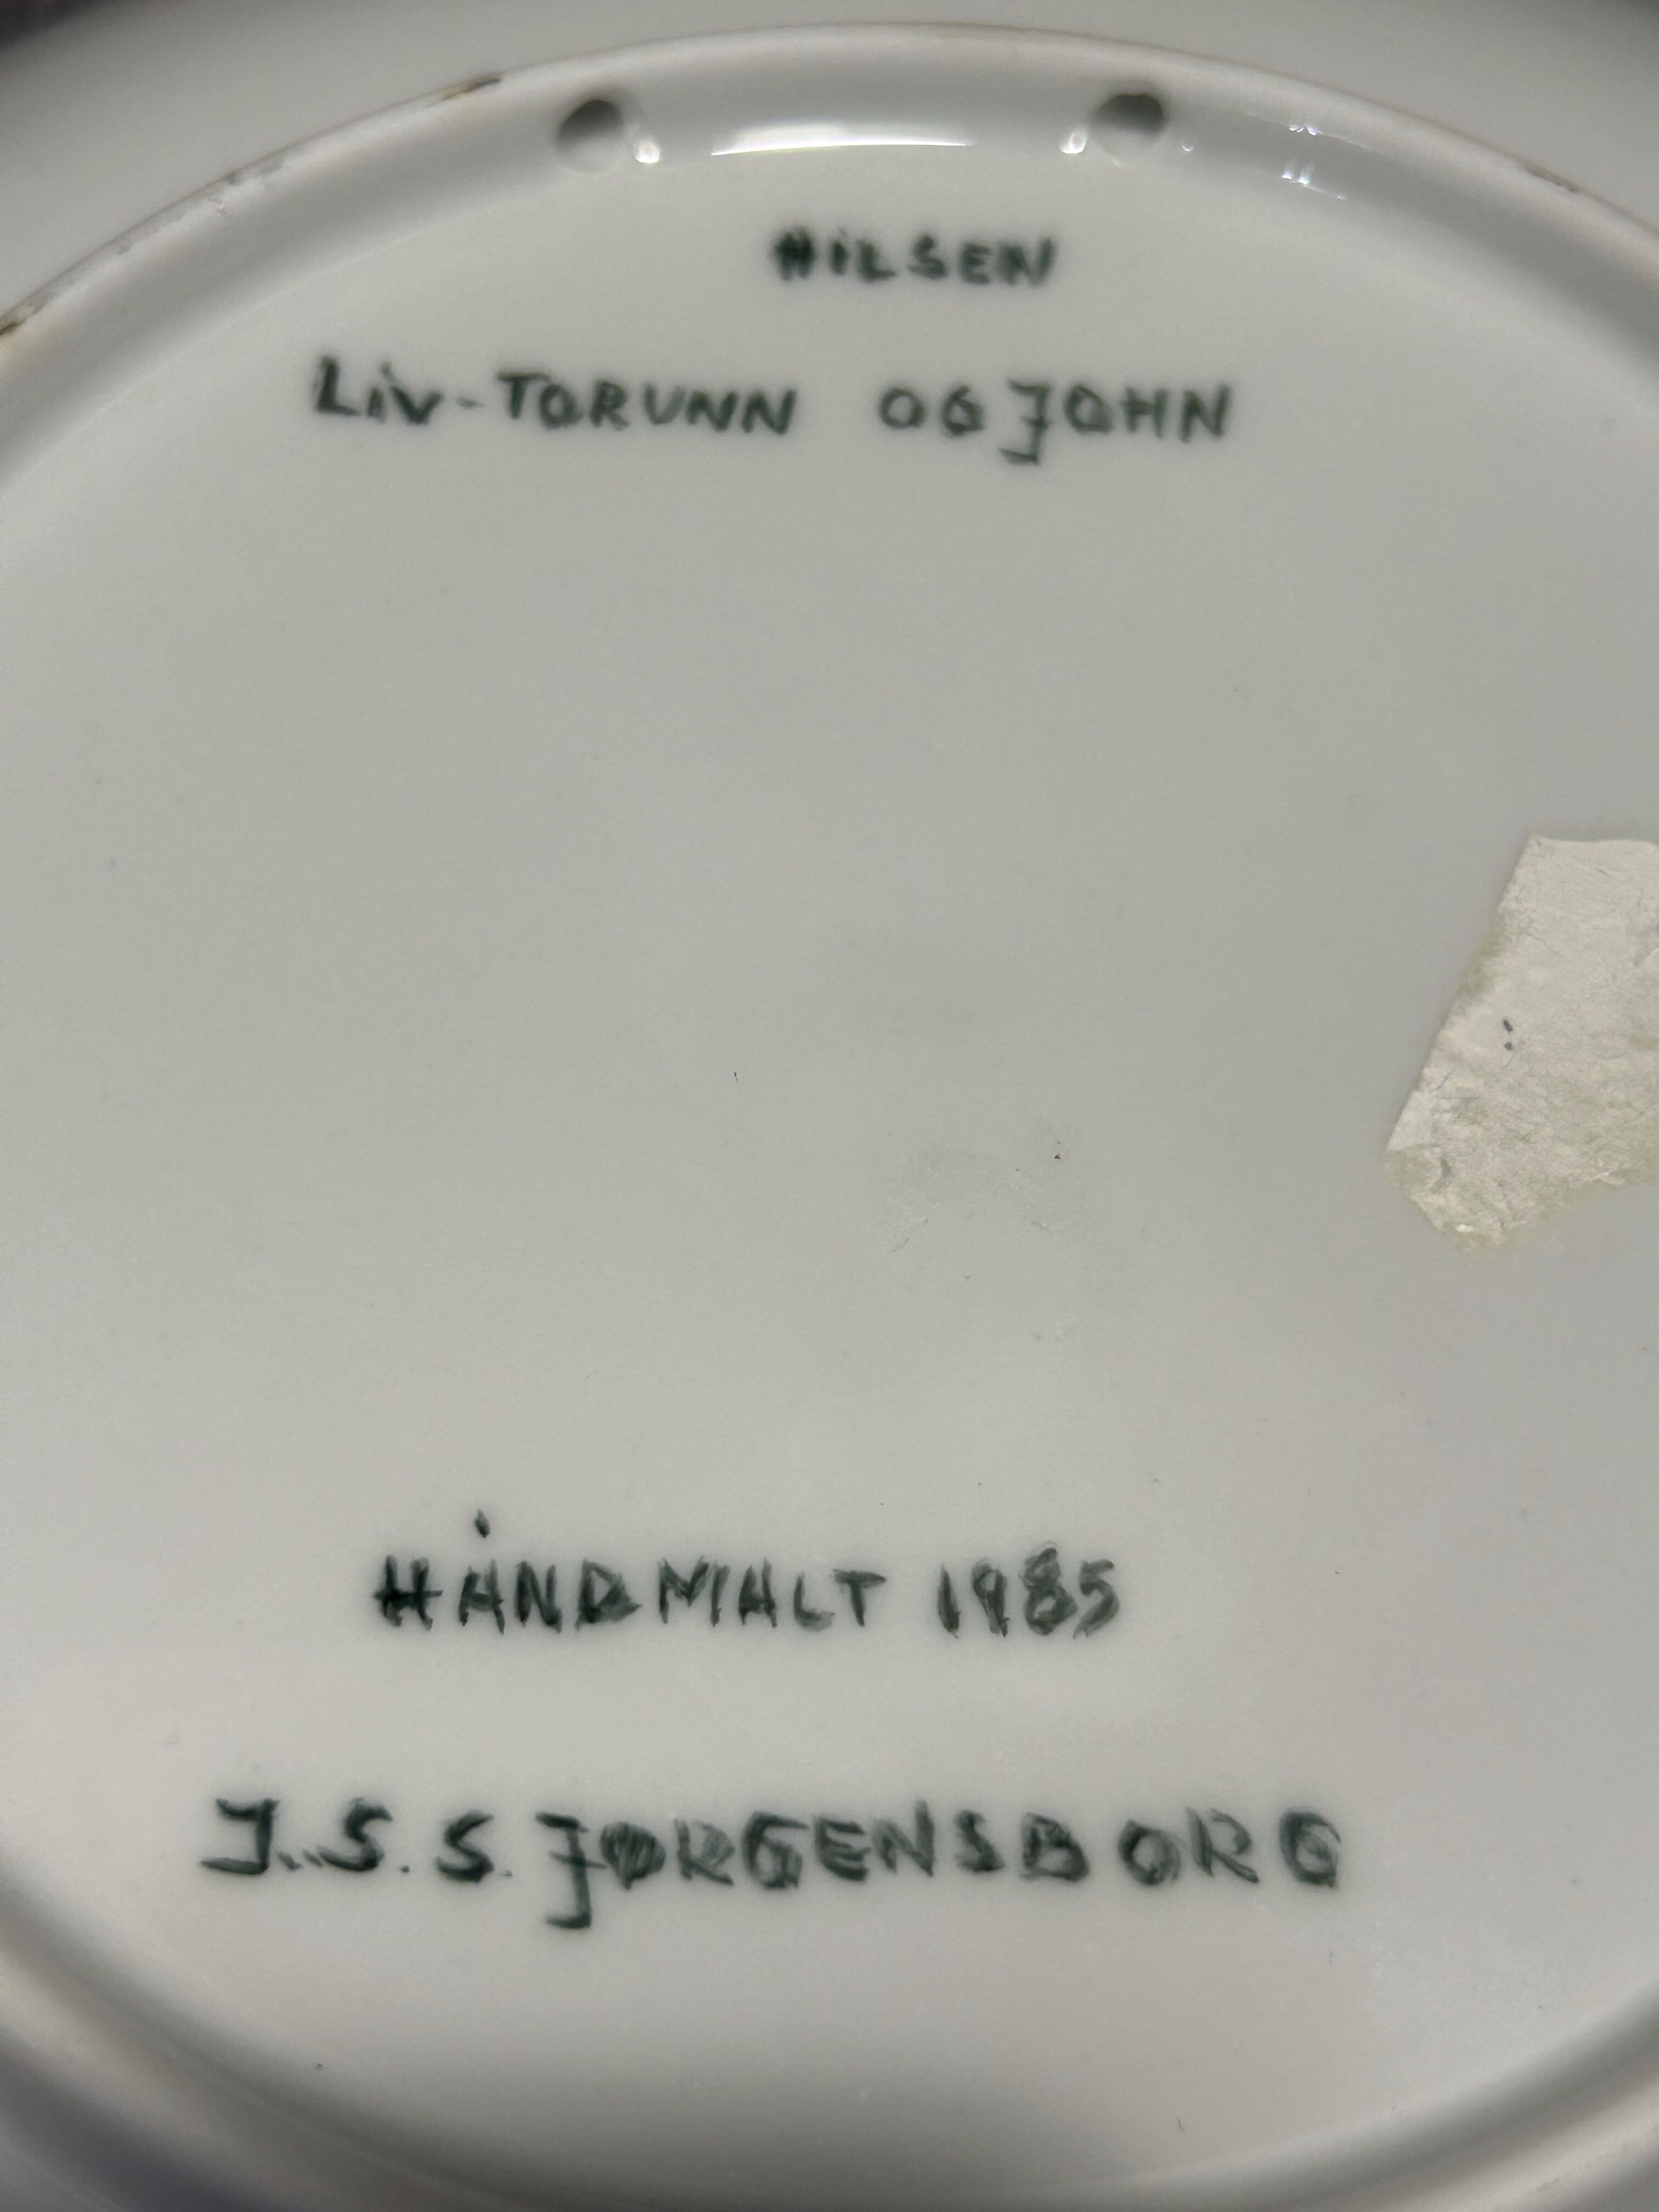 HILSEN
Liv-TORUNN OG JOHN
HÅNDMALT 1985
J.S.S. JØRGENSBORG